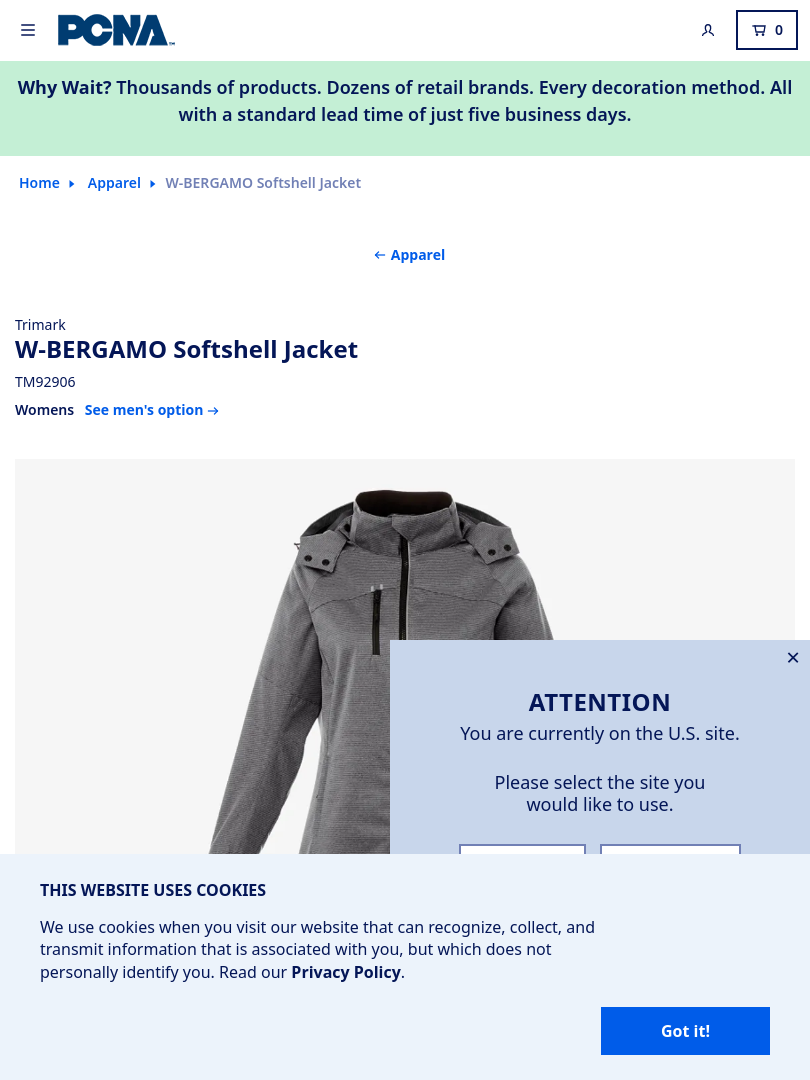 PCNA
0
Why Wait? Thousands of products. Dozens of retail brands. Every decoration method. All
with a standard lead time of just five business days.
Home
Apparel
W-BERGAMO Softshell Jacket
← Apparel
Trimark
W-BERGAMO Softshell Jacket
TM92906
Womens See men's option →
ATTENTION
You are currently on the U.S. site.
Please select the site you
would like to use.
THIS WEBSITE USES COOKIES
We use cookies when you visit our website that can recognize, collect, and
transmit information that is associated with you, but which does not
personally identify you. Read our Privacy Policy.
Got it!